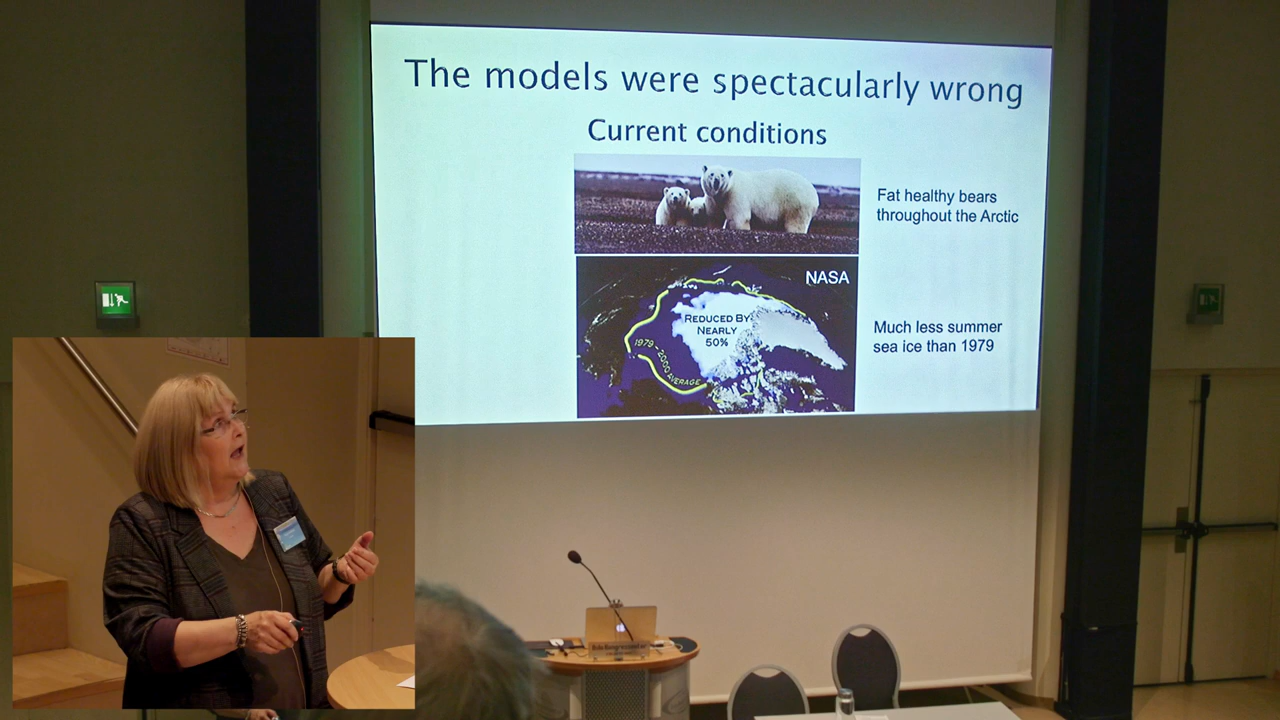 The models were spectacularly wrong
Current conditions
Fat healthy bears
throughout the Arctic
NASA
REDUCED BY
NEARLY
50%
1979 - 2000 AVERAGE
Much less summer
sea ice than 1979